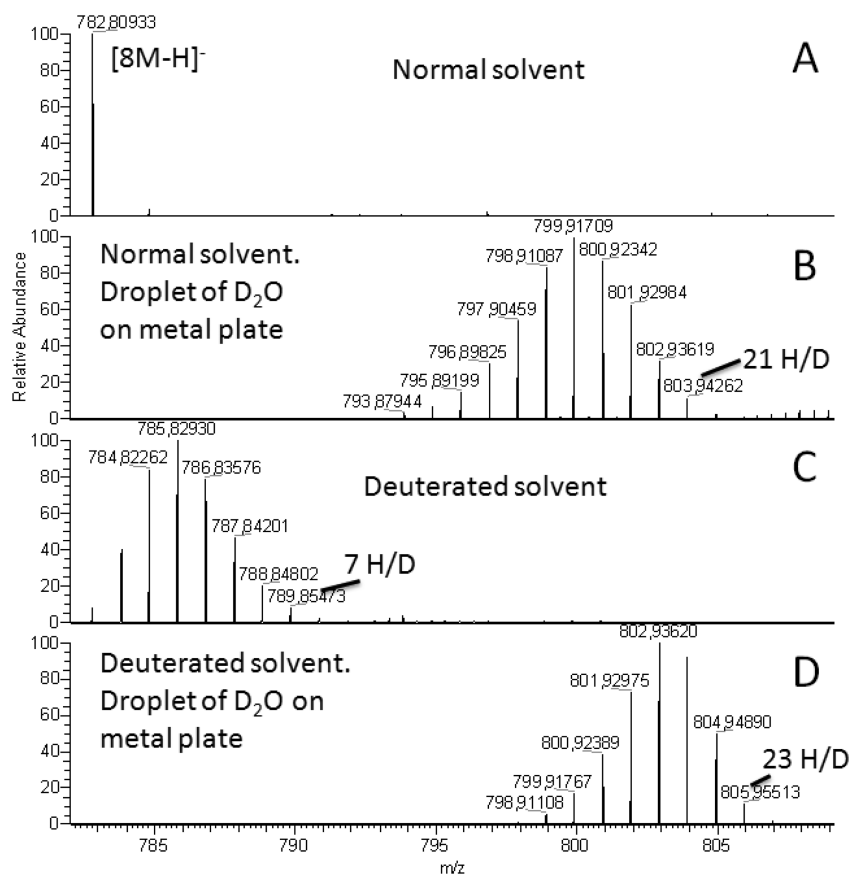 782,80933
100
[8M-H]-
Normal solvent
A
80
60
40
20
0
799,91709
100
Normal solvent.
798,91087
800,92342
B
80
Droplet of D2O
801,92984
60
797,90459
on metal plate
40
796,89825
802,93619
21 H/D
20
795,89199
803,94262
793,87944
0
Relative Abundance
785,82930
100
784,82262
786,83576
C
80
Deuterated solvent
60
787,84201
40
788,84802
7 H/D
20
789,85473
0
802,93620
100
Deuterated solvent.
801,92975
D
80
Droplet of D2O on
804,94890
60
metal plate
800,92389
40
23 H/D
799,91767
20
798,91108
805,95513
0
785
790
795
800
805
m/z